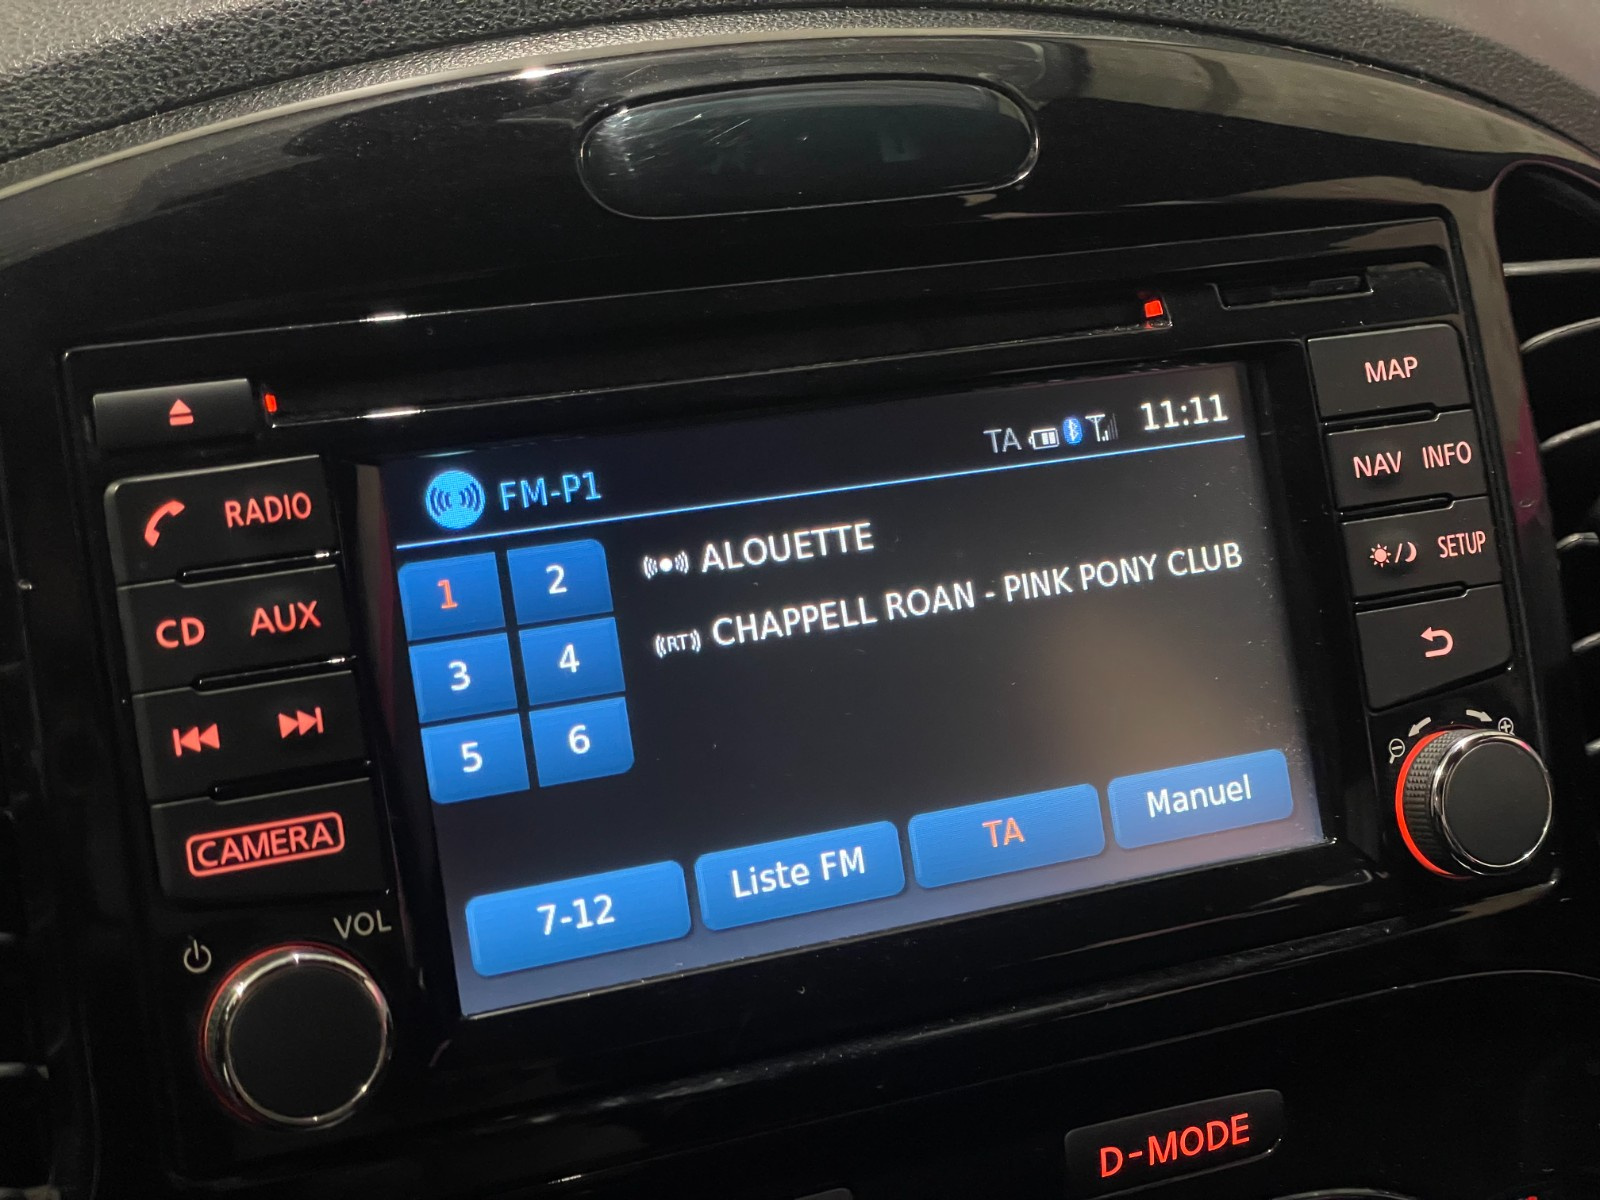 TA 11:11
FM-P1
1 2
3 4
5 6
ALOUETTE
RT CHAPPELL ROAN - PINK PONY CLUB
7-12 Liste FM TA Manuel
RADIO
CD AUX
CAMERA
VOL
MAP
NAV INFO
SETUP
D-MODE